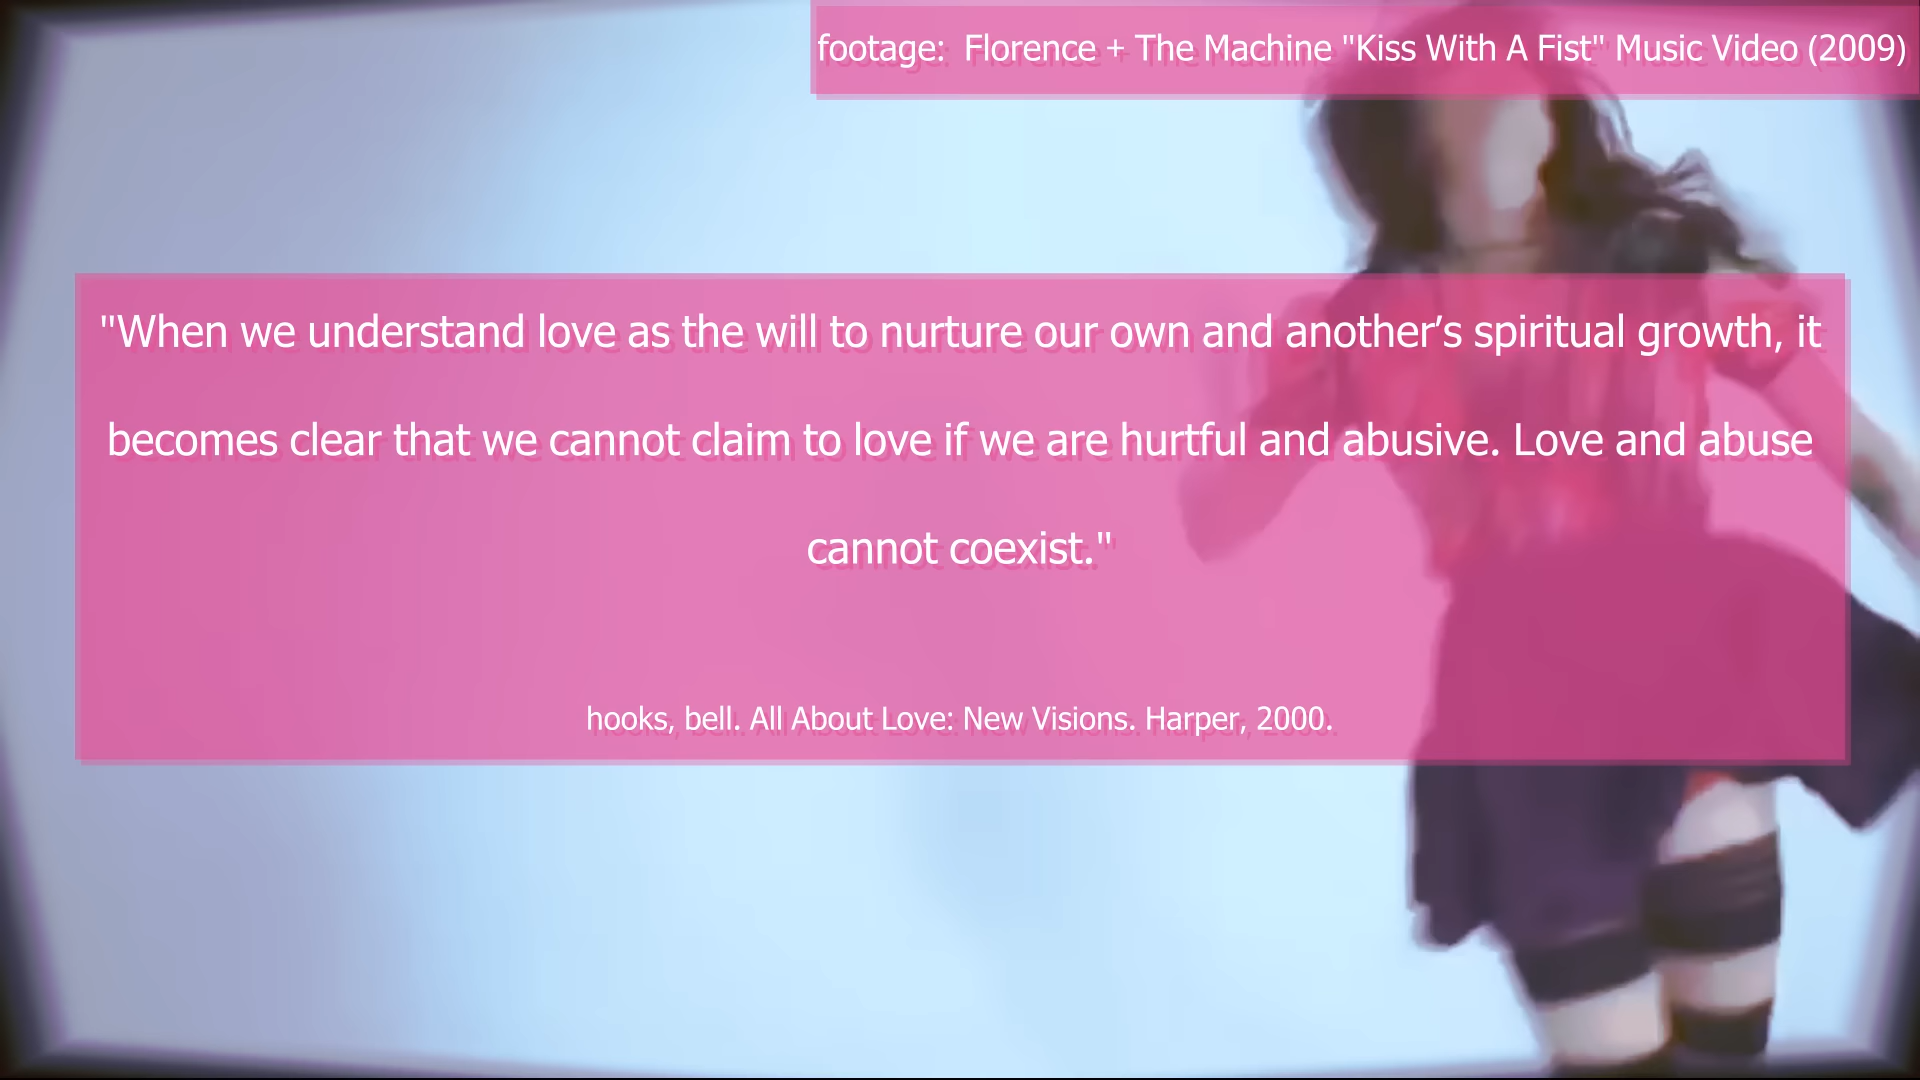 footage:  Florence + The Machine "Kiss With A Fist" Music Video (2009)
"When we understand love as the will to nurture our own and another’s spiritual growth, it
becomes clear that we cannot claim to love if we are hurtful and abusive. Love and abuse
cannot coexist."
hooks, bell. All About Love: New Visions. Harper, 2000.